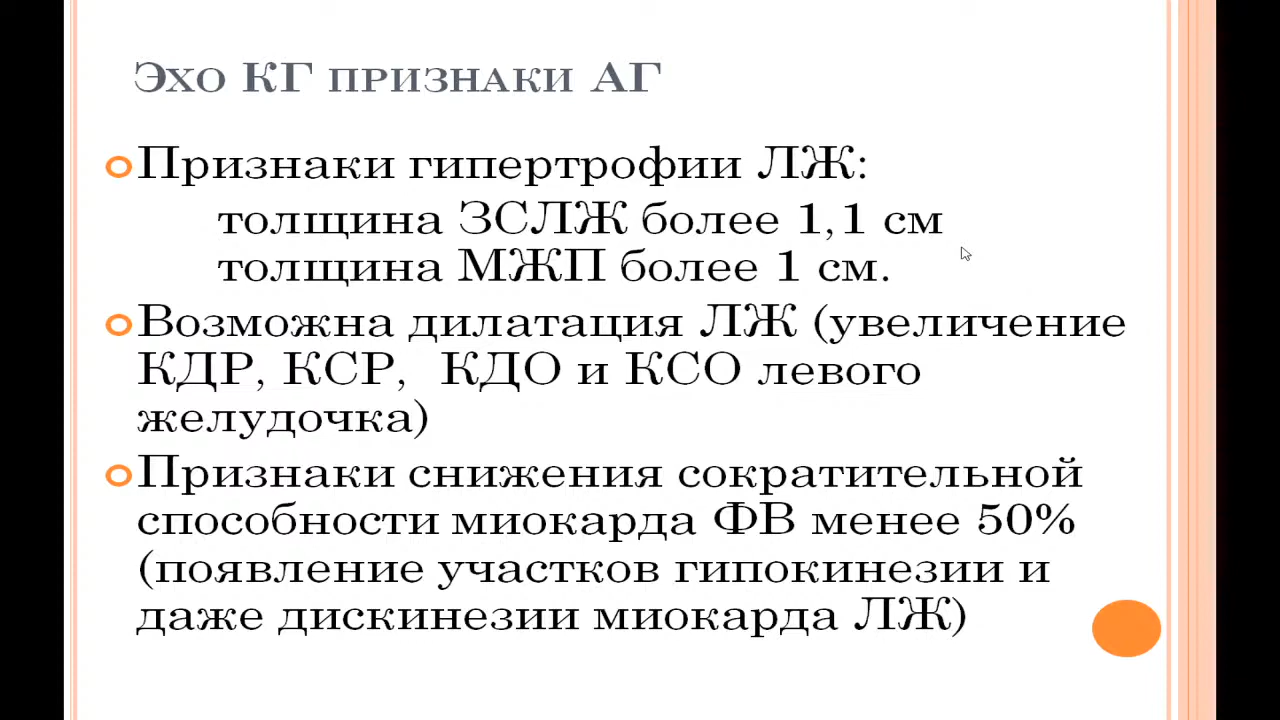 Эхо КГ признаки АГ
Признаки гипертрофии ЛЖ:
толщина ЗСЛЖ более 1,1 см
толщина МЖП более 1 см.
Возможна дилатация ЛЖ (увеличение
КДР, КСР, КДО и КСО левого
желудочка)
Признаки снижения сократительной
способности миокарда ФВ менее 50%
(появление участков гипокинезии и
даже дискинезии миокарда ЛЖ)